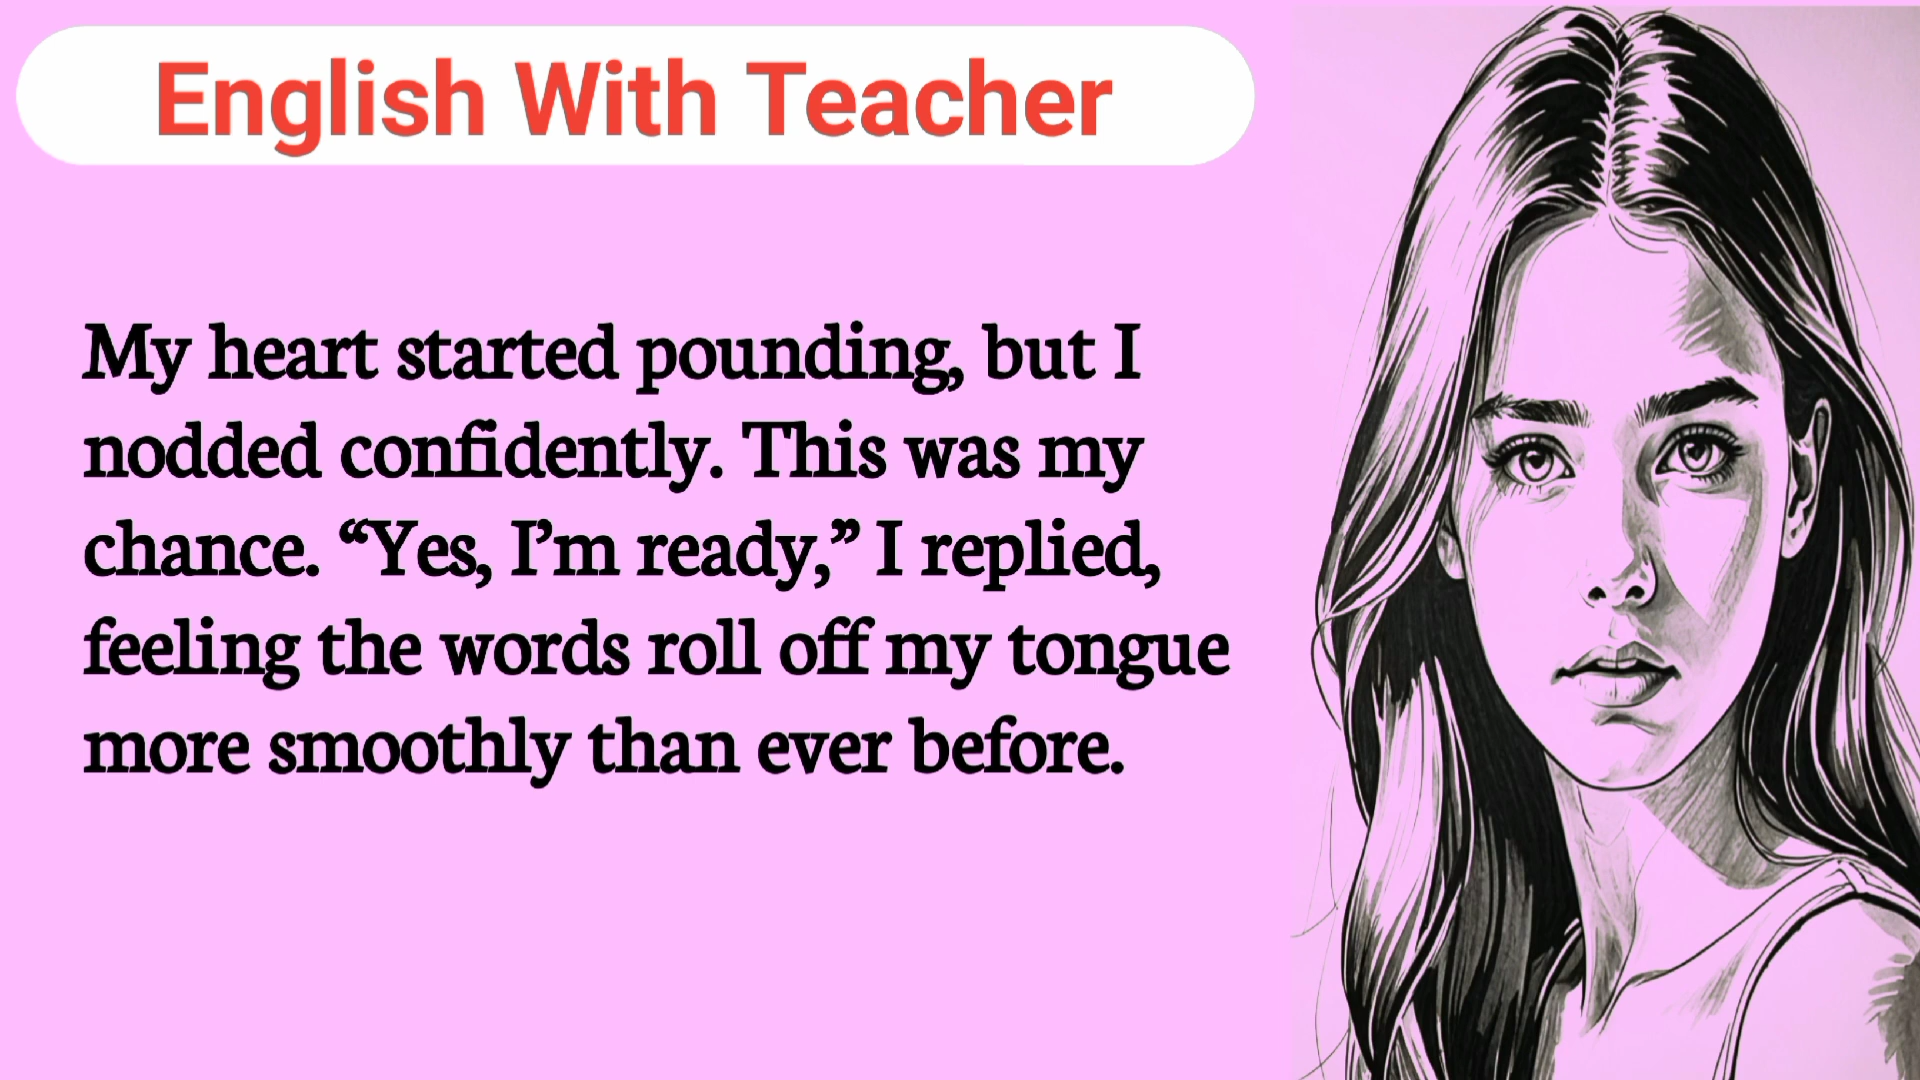 English With Teacher
My heart started pounding, but I
nodded confidently. This was my
chance. “Yes, I’m ready,” I replied,
feeling the words roll off my tongue
more smoothly than ever before.